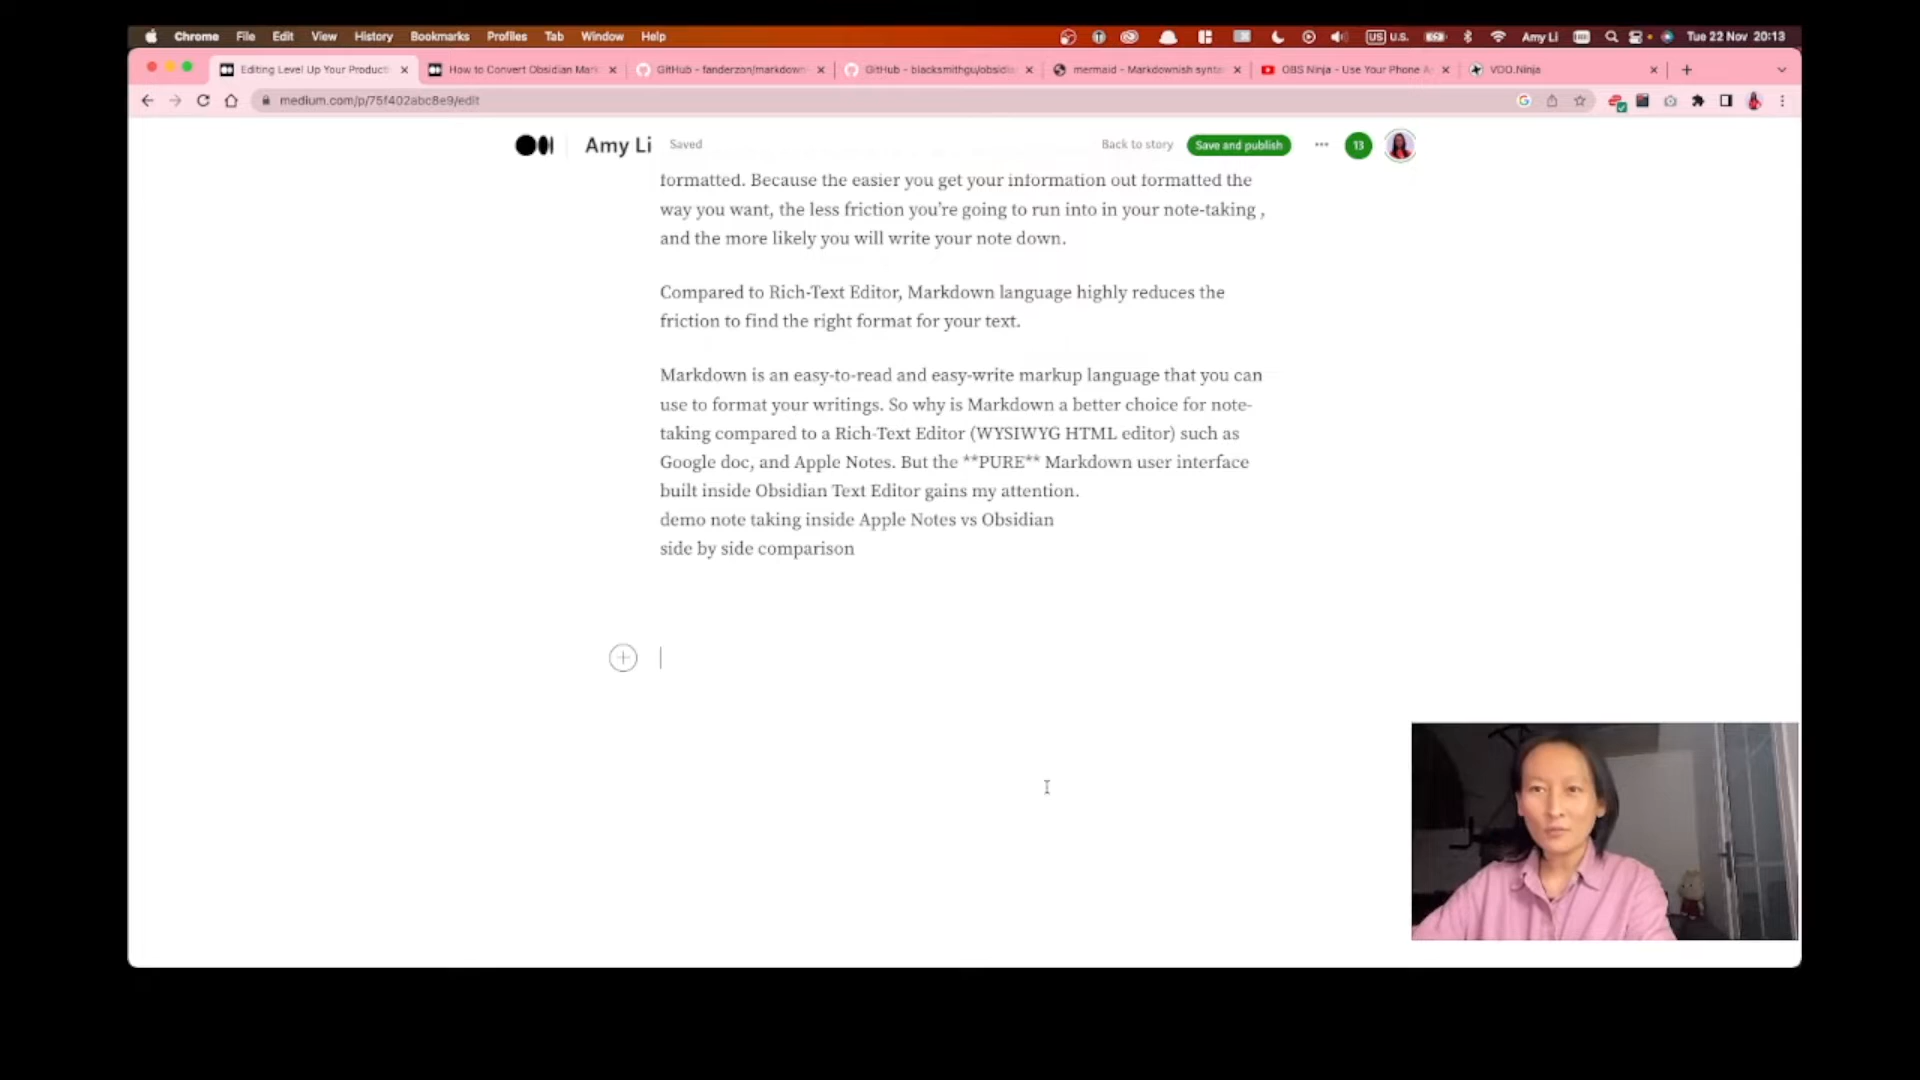 Chrome File Edit View History Bookmarks Profiles Tab Window Help US U.S. Amy Li Tue 22 Nov 20:13
Editing Level Up Your Product How to Convert Obsidian Mar GitHub - fanderzon/markdown GitHub - blacksmithgu/obsidi mermaid - Markdownish synta OBS Ninja - Use Your Phone A VDO.Ninja
medium.com/p/75f402abc8e9/edit
Amy Li Saved Back to story Save and publish 13
formatted. Because the easier you get your information out formatted the
way you want, the less friction you're going to run into in your note-taking ,
and the more likely you will write your note down.
Compared to Rich-Text Editor, Markdown language highly reduces the
friction to find the right format for your text.
Markdown is an easy-to-read and easy-write markup language that you can
use to format your writings. So why is Markdown a better choice for note-
taking compared to a Rich-Text Editor (WYSIWYG HTML editor) such as
Google doc, and Apple Notes. But the **PURE** Markdown user interface
built inside Obsidian Text Editor gains my attention.
demo note taking inside Apple Notes vs Obsidian
side by side comparison